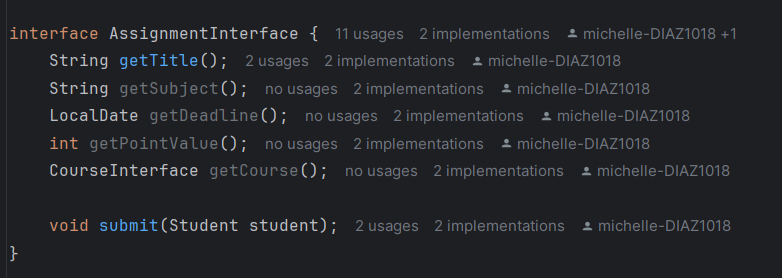 interface AssignmentInterface { 11 usages 2 implementations michelle-DIAZ1018 +1
String getTitle(); 2 usages 2 implementations michelle-DIAZ1018
String getSubject(); no usages 2 implementations michelle-DIAZ1018
LocalDate getDeadline(); no usages 2 implementations michelle-DIAZ1018
int getPointValue(); no usages 2 implementations michelle-DIAZ1018
CourseInterface getCourse(); no usages 2 implementations michelle-DIAZ1018
void submit(Student student); 2 usages 2 implementations michelle-DIAZ1018
}